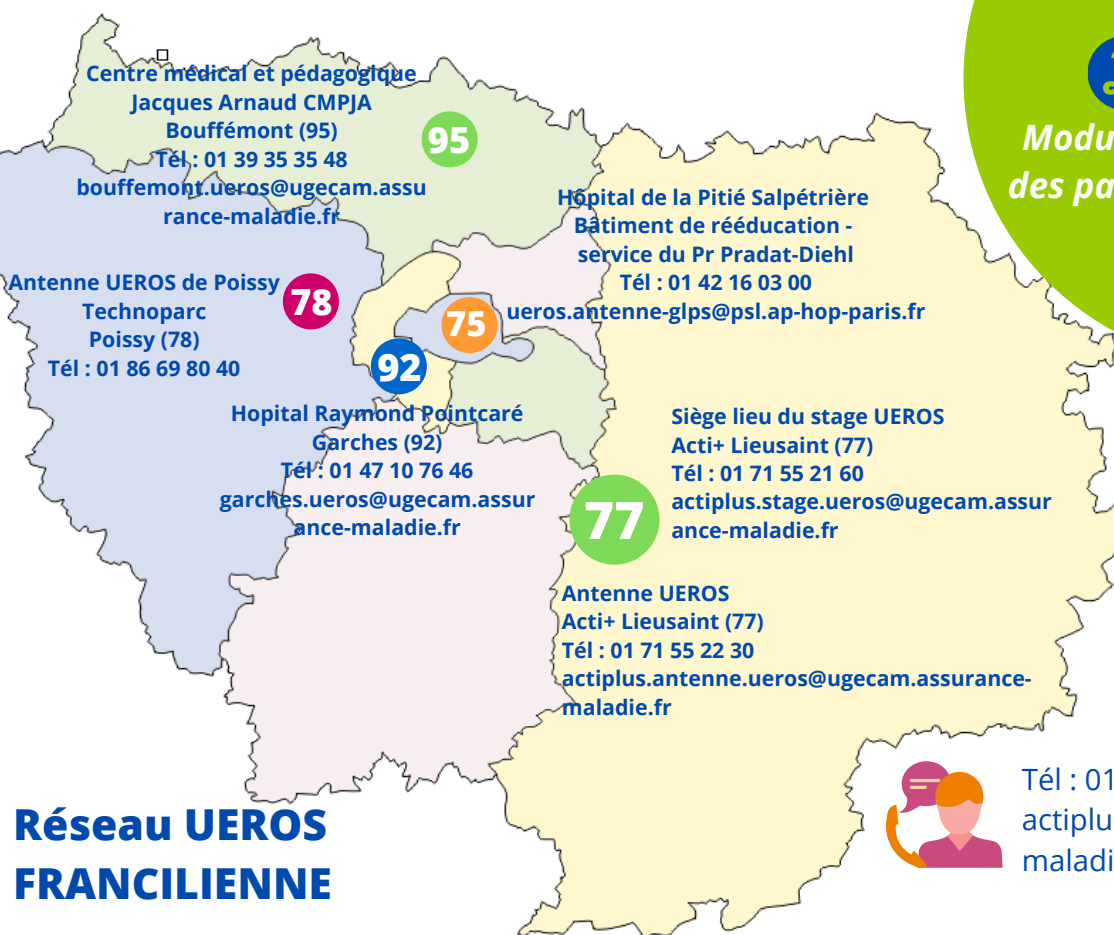 Centre médical et pédagogique
Jacques Arnaud CMPJA
Bouffémont (95)
Tél : 01 39 35 35 48
bouffemont.ueros@ugecam.assu
rance-maladie.fr
95
Hôpital de la Pitié Salpétrière
Bâtiment de rééducation -
service du Pr Pradat-Diehl
Tél : 01 42 16 03 00
ueros.antenne-glps@psl.ap-hop-paris.fr
75
Antenne UEROS de Poissy
Technoparc
Poissy (78)
Tél : 01 86 69 80 40
78
92
Hopital Raymond Pointcaré
Garches (92)
Tél : 01 47 10 76 46
garches.ueros@ugecam.assur
ance-maladie.fr
Siège lieu du stage UEROS
Acti+ Lieusaint (77)
Tél : 01 71 55 21 60
actiplus.stage.ueros@ugecam.assur
ance-maladie.fr
77
Antenne UEROS
Acti+ Lieusaint (77)
Tél : 01 71 55 22 30
actiplus.antenne.ueros@ugecam.assurance-
maladie.fr
Réseau UEROS
FRANCILIENNE
des
Tél : 01